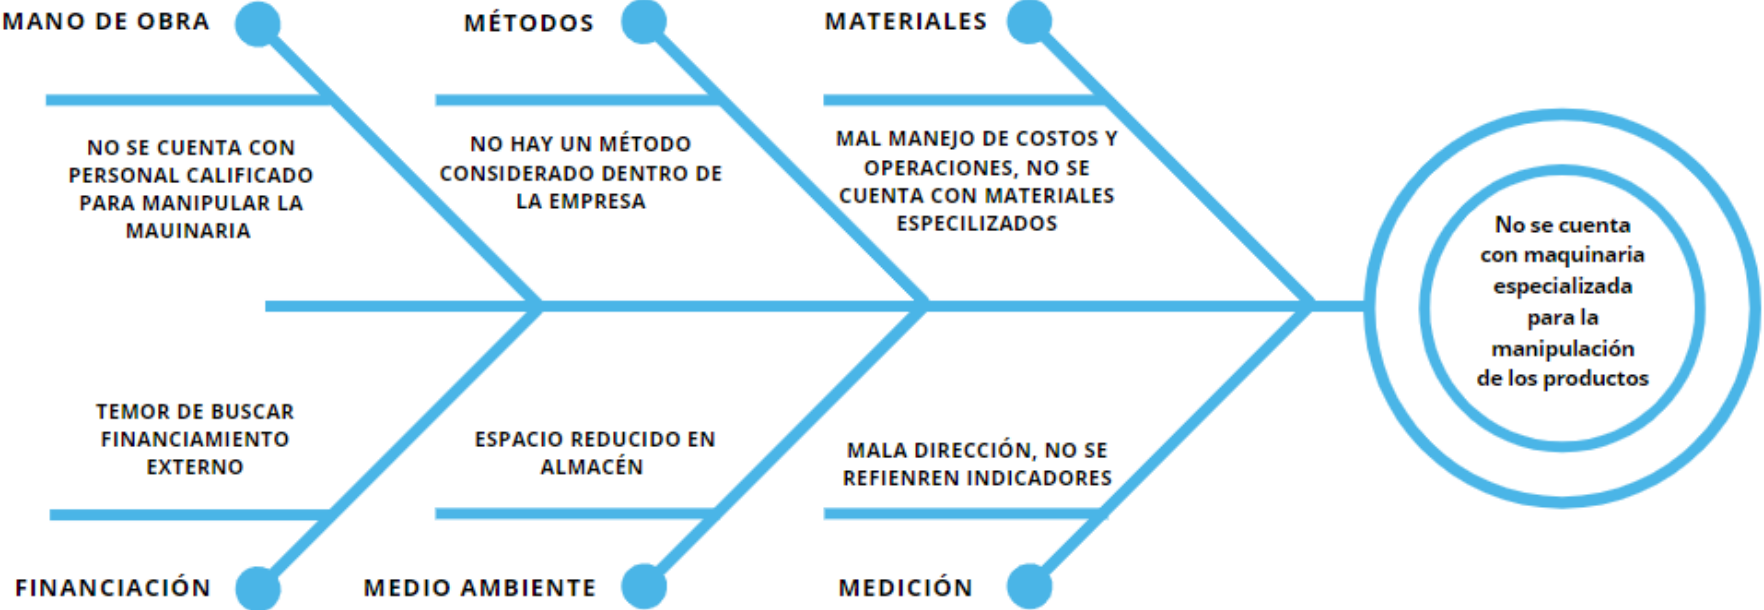 MANO DE OBRA
NO SE CUENTA CON
PERSONAL CALIFICADO
PARA MANIPULAR LA
MAUINARIA
MÉTODOS
NO HAY UN MÉTODO
CONSIDERADO DENTRO DE
LA EMPRESA
MATERIALES
MAL MANEJO DE COSTOS Y
OPERACIONES, NO SE
CUENTA CON MATERIALES
ESPECILIZADOS
No se cuenta
con maquinaria
especializada
para la
manipulación
de los productos
TEMOR DE BUSCAR
FINANCIAMIENTO
EXTERNO
FINANCIACIÓN
ESPACIO REDUCIDO EN
ALMACÉN
MEDIO AMBIENTE
MALA DIRECCIÓN, NO SE
REFIENREN INDICADORES
MEDICIÓN